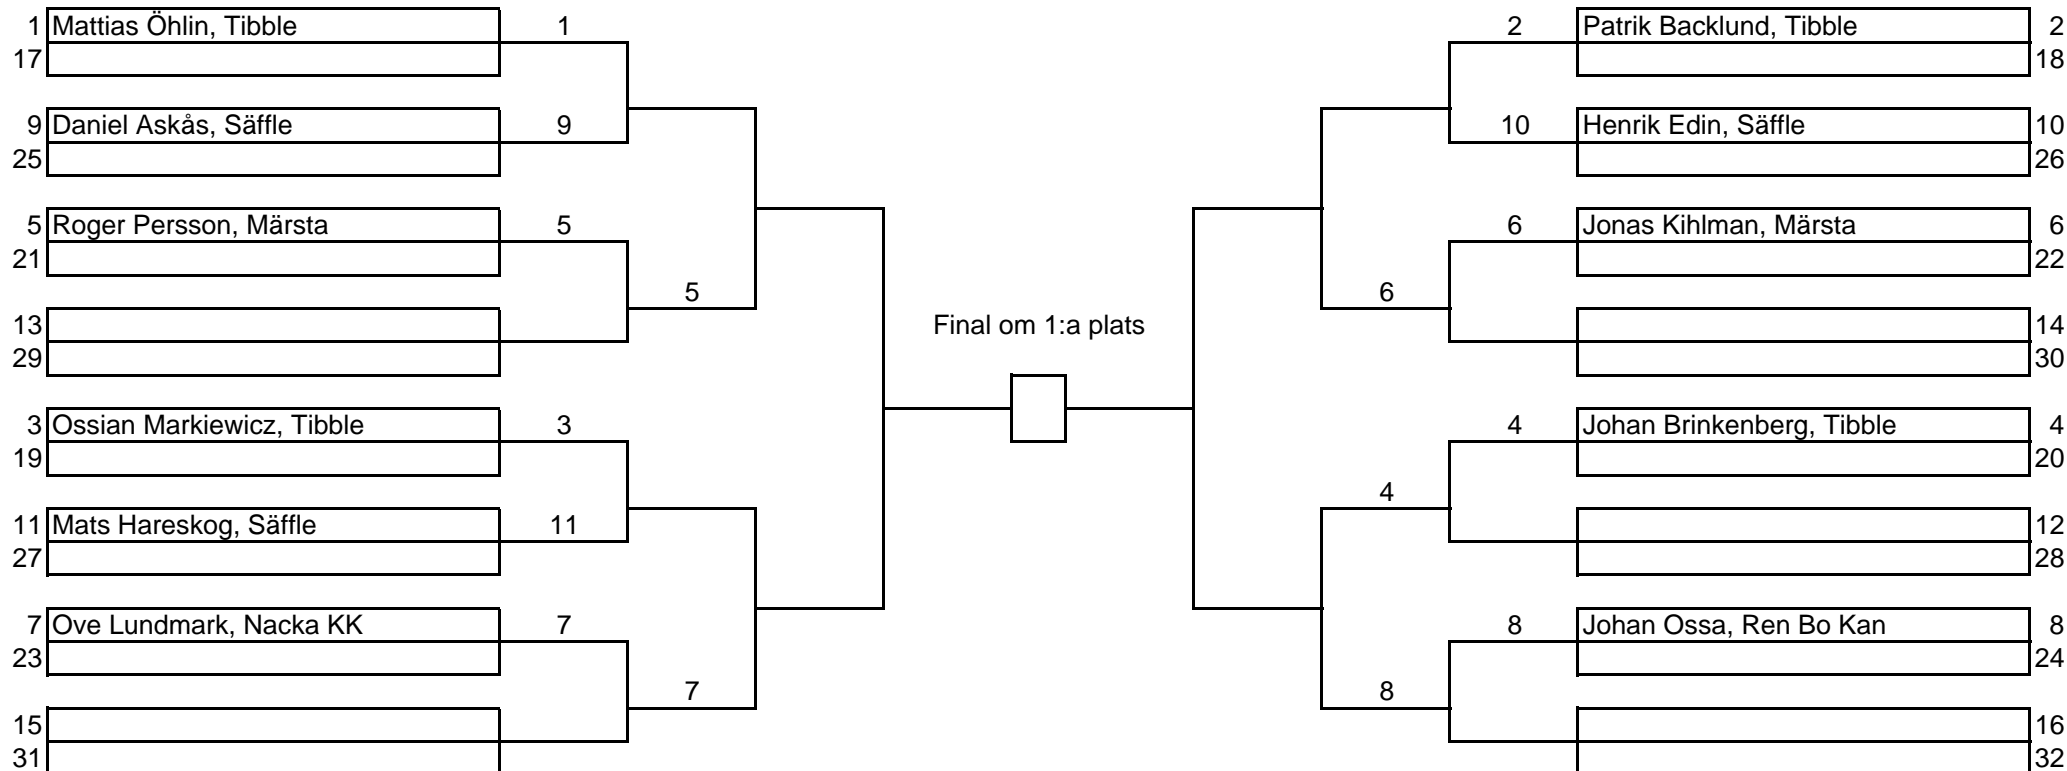 1 Mattias Öhlin, Tibble 1 2 Patrik Backlund, Tibble 2
17 18
9 Daniel Askås, Säffle 9 10 Henrik Edin, Säffle 10
25 26
5 Roger Persson, Märsta 5 6 Jonas Kihlman, Märsta 6
21 22
5 6
13 Final om 1:a plats 14
29 30
3 Ossian Markiewicz, Tibble 3 4 Johan Brinkenberg, Tibble 4
19 20
4
11 Mats Hareskog, Säffle 11 12
27 28
7 Ove Lundmark, Nacka KK 7 8 Johan Ossa, Ren Bo Kan 8
23 24
7 8
15 16
31 32